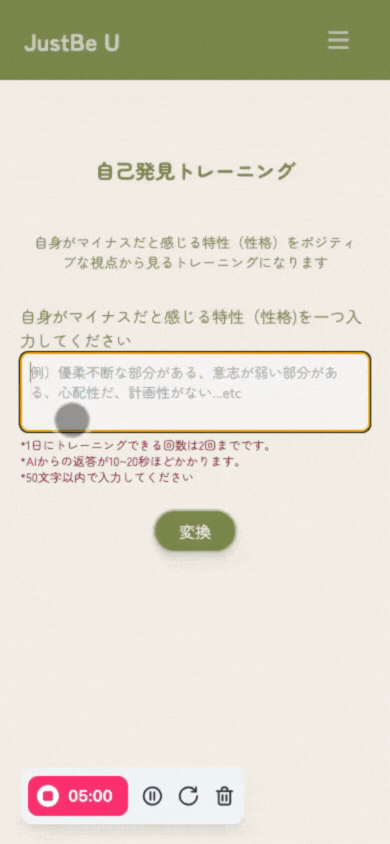 JustBe U
自己発見トレーニング
自身がマイナスだと感じる特性（性格）をポジティ
ブな視点から見るトレーニングになります
自身がマイナスだと感じる特性（性格)を一つ入
力してください
例）優柔不断な部分がある、意志が弱い部分があ
る、心配性だ、計画性がない...etc
*1日にトレーニングできる回数は2回までです。
*AIからの返答が10~20秒ほどかかります。
*50文字以内で入力してください
変換
05:00